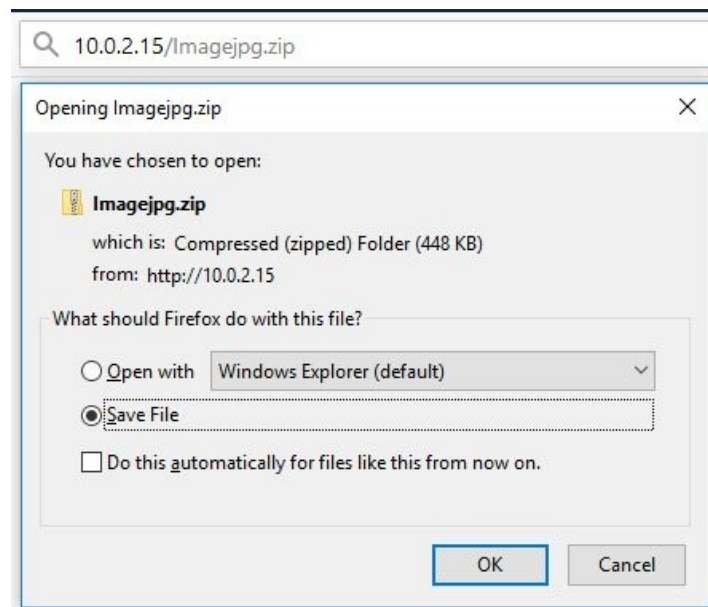 10.0.2.15/Imagejpg.zip
Opening Imagejpg.zip
You have chosen to open:
Imagejpg.zip
which is: Compressed (zipped) Folder (448 KB)
from: http://10.0.2.15
What should Firefox do with this file?
Open with Windows Explorer (default)
Save File
Do this automatically for files like this from now on.
OK Cancel